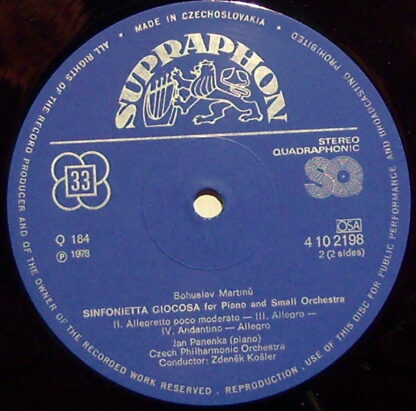 ALL RIGHTS OF THE RECORD PRODUCER AND OF THE OWNER OF THE RECORDED WORK RESERVED . REPRODUCTION . USE OF THIS DISC FOR PUBLIC PERFORMANCE AND BROADCASTING PROHIBITED
• MADE IN CZECHOSLOVAKIA •
SUPRAPHON
STEREO
QUADRAPHONIC
SQ
33
Q 184
Ⓟ 1973
OSA
4 10 2198
2 (2 sides)
Bohuslav Martinů
SINFONIETTA GIOCOSA for Piano and Small Orchestra
II. Allegretto poco moderato — III. Allegro —
IV. Andantino — Allegro
Jan Panenka (piano)
Czech Philharmonic Orchestra
Conductor: Zdeněk Košler